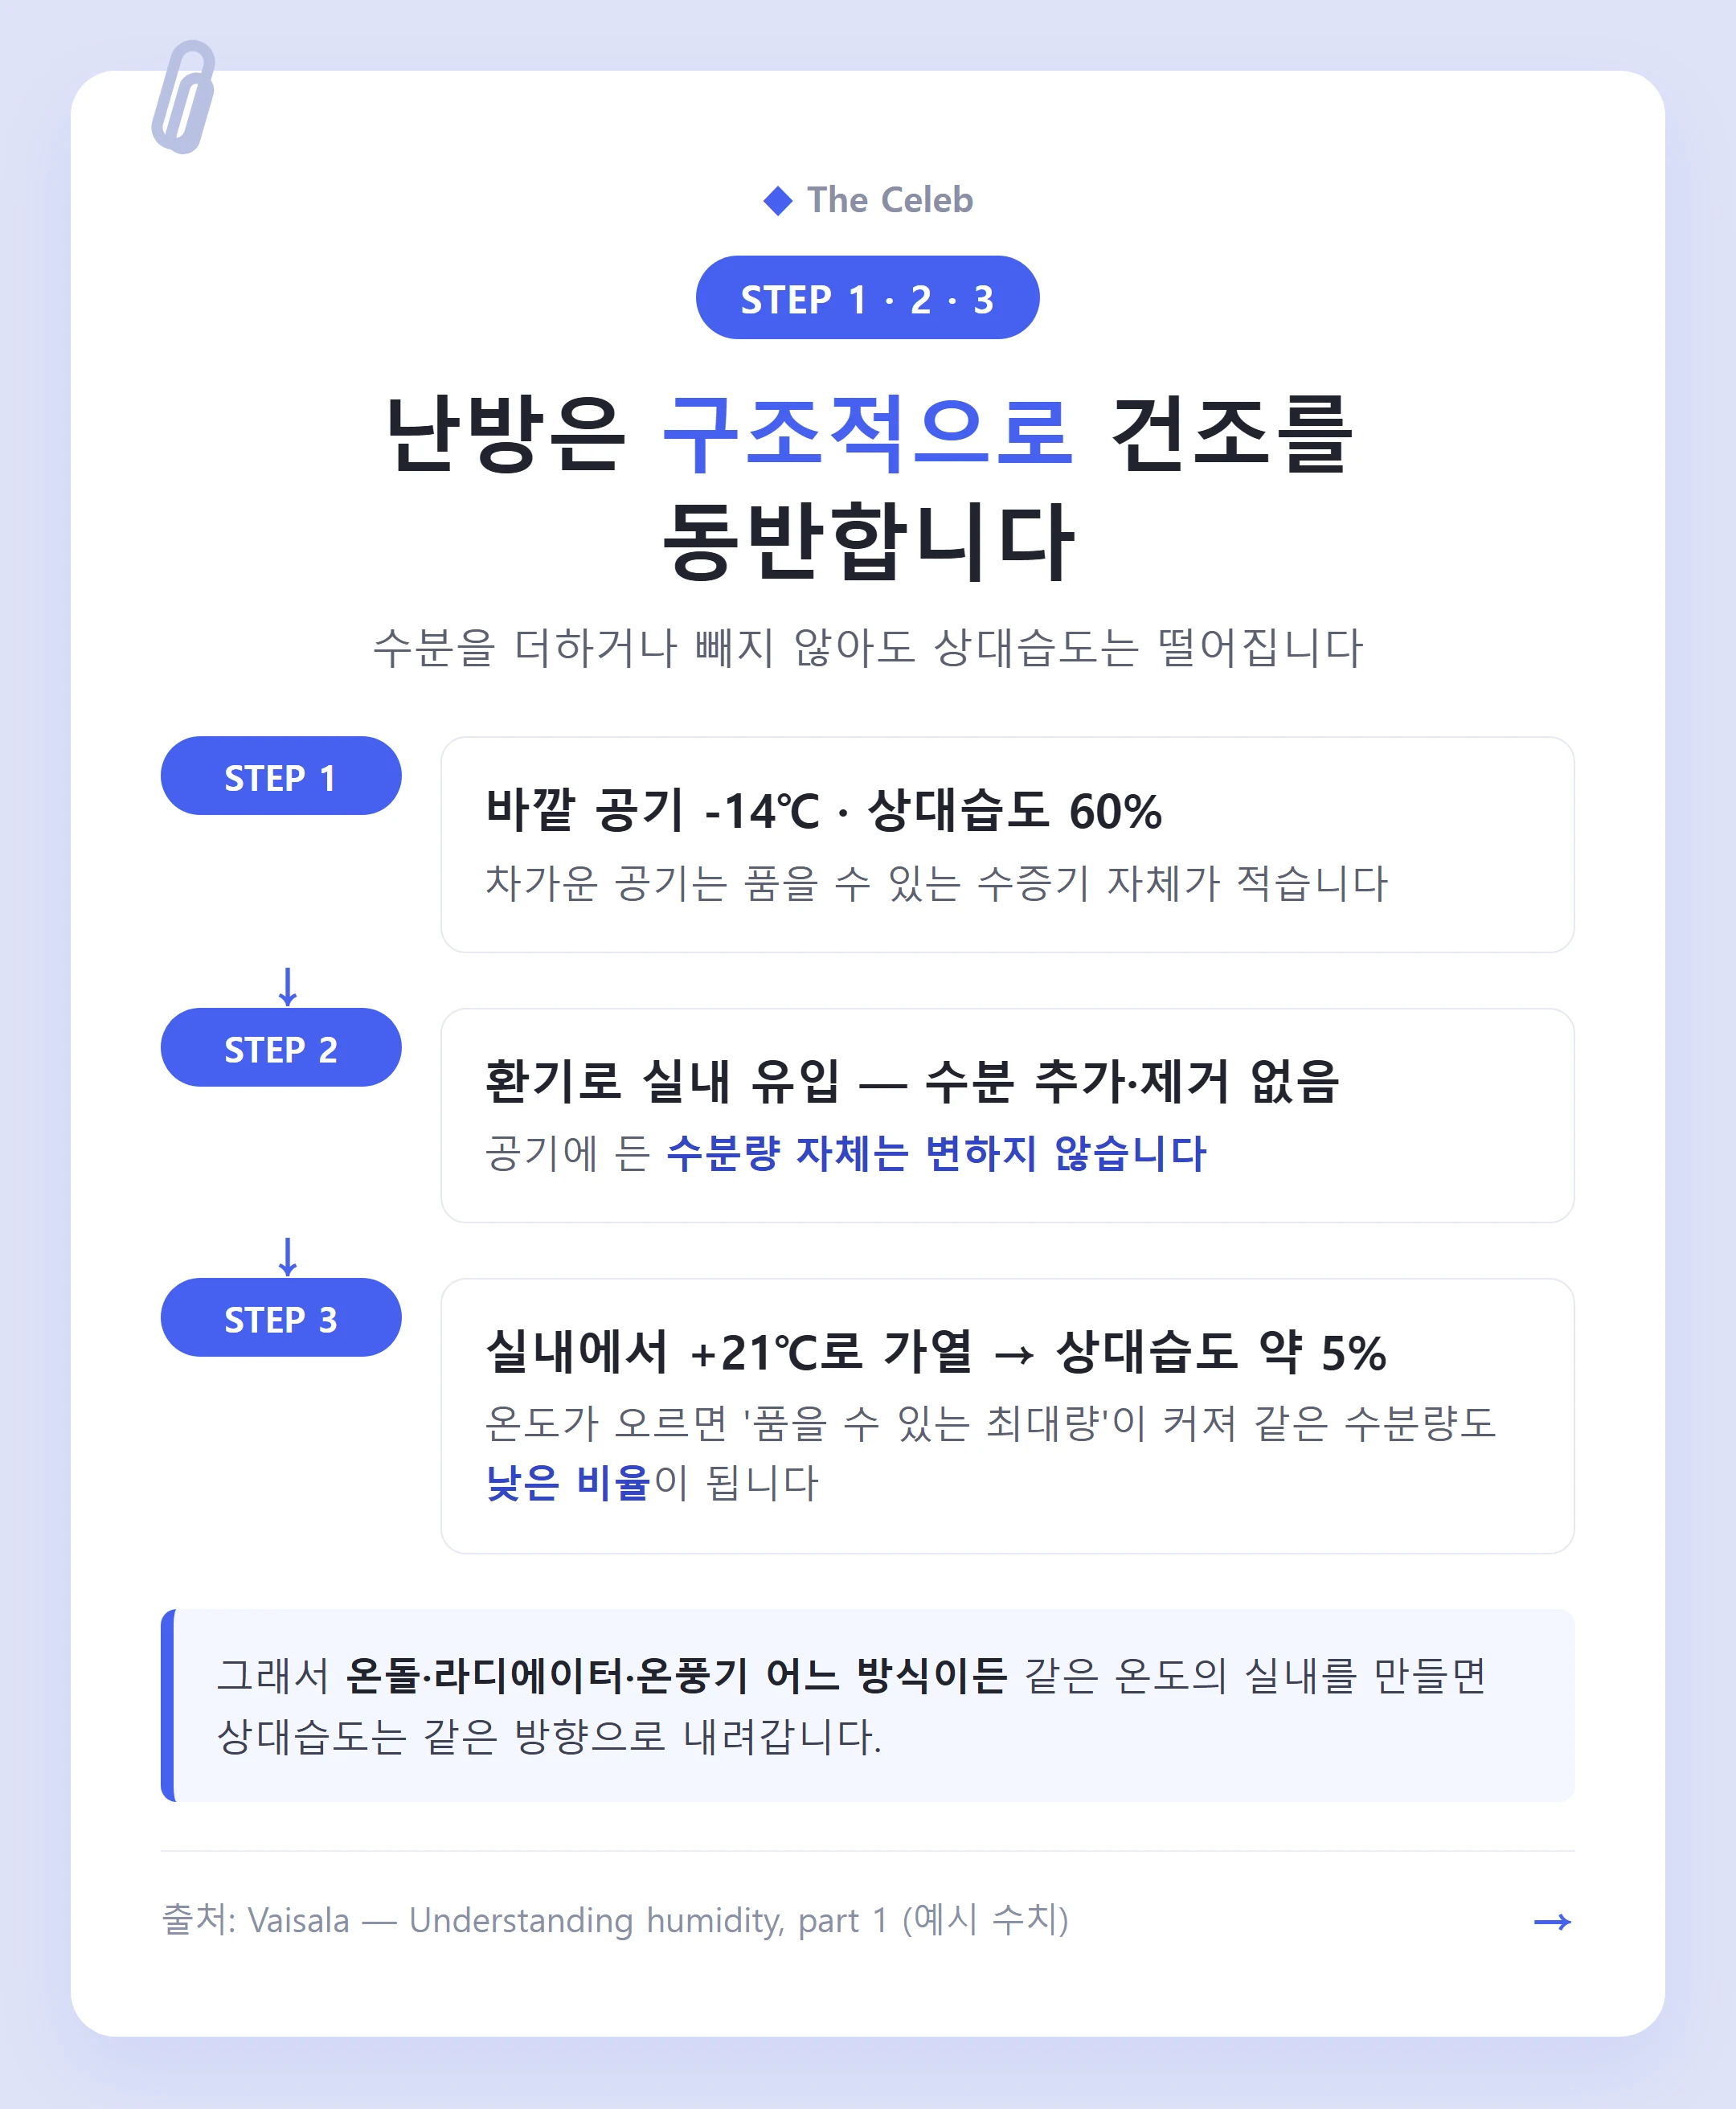 ◆ The Celeb
STEP 1 · 2 · 3
난방은 구조적으로 건조를
동반합니다
수분을 더하거나 빼지 않아도 상대습도는 떨어집니다
STEP 1
바깥 공기 -14℃ · 상대습도 60%
차가운 공기는 품을 수 있는 수증기 자체가 적습니다
↓
STEP 2
환기로 실내 유입 — 수분 추가·제거 없음
공기에 든 수분량 자체는 변하지 않습니다
↓
STEP 3
실내에서 +21℃로 가열 → 상대습도 약 5%
온도가 오르면 '품을 수 있는 최대량'이 커져 같은 수분량도
낮은 비율이 됩니다
그래서 온돌·라디에이터·온풍기 어느 방식이든 같은 온도의 실내를 만들면
상대습도는 같은 방향으로 내려갑니다.
출처: Vaisala — Understanding humidity, part 1 (예시 수치)
→